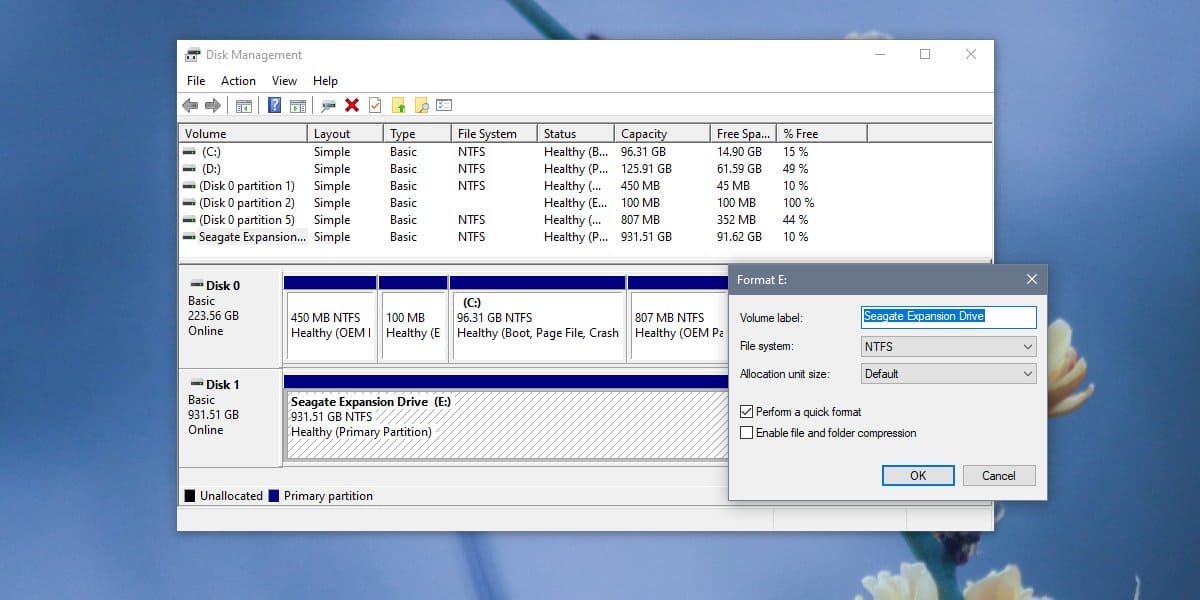 Disk Management
File Action View Help
Volume Layout Type File System Status Capacity Free Spa... % Free
(C:) Simple Basic NTFS Healthy (B... 96.31 GB 14.90 GB 15 %
(D:) Simple Basic NTFS Healthy (P... 125.91 GB 61.59 GB 49 %
(Disk 0 partition 1) Simple Basic NTFS Healthy (... 450 MB 45 MB 10 %
(Disk 0 partition 2) Simple Basic Healthy (E... 100 MB 100 MB 100 %
(Disk 0 partition 5) Simple Basic NTFS Healthy (... 807 MB 352 MB 44 %
Seagate Expansion... Simple Basic NTFS Healthy (P... 931.51 GB 91.62 GB 10 %
Disk 0
Basic
223.56 GB
Online
450 MB NTFS
Healthy (OEM
100 MB
Healthy (E
(C:)
96.31 GB NTFS
Healthy (Boot, Page File, Crash
807 MB NTFS
Healthy (OEM Pa
Disk 1
Basic
931.51 GB
Online
Seagate Expansion Drive (E:)
931.51 GB NTFS
Healthy (Primary Partition)
Unallocated Primary partition
Format E:
Volume label: Seagate Expansion Drive
File system: NTFS
Allocation unit size: Default
Perform a quick format
Enable file and folder compression
OK Cancel